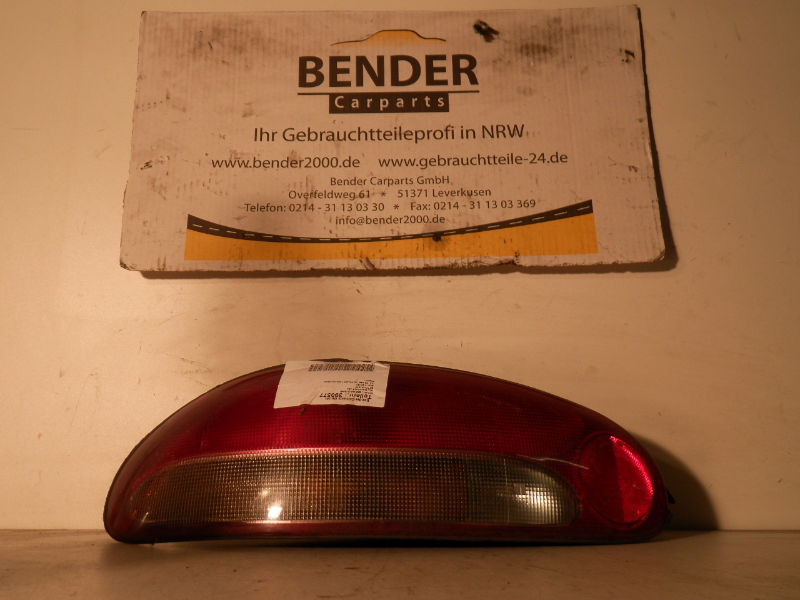 BENDER
Carparts
Ihr Gebrauchtteileprofi in NRW
www.bender2000.de www.gebrauchtteile-24.de
Bender Carparts GmbH
Overfeldweg 61 * 51371 Leverkusen
Telefon: 0214 - 31 13 03 30 * Fax: 0214 - 31 13 03 369
info@bender2000.de